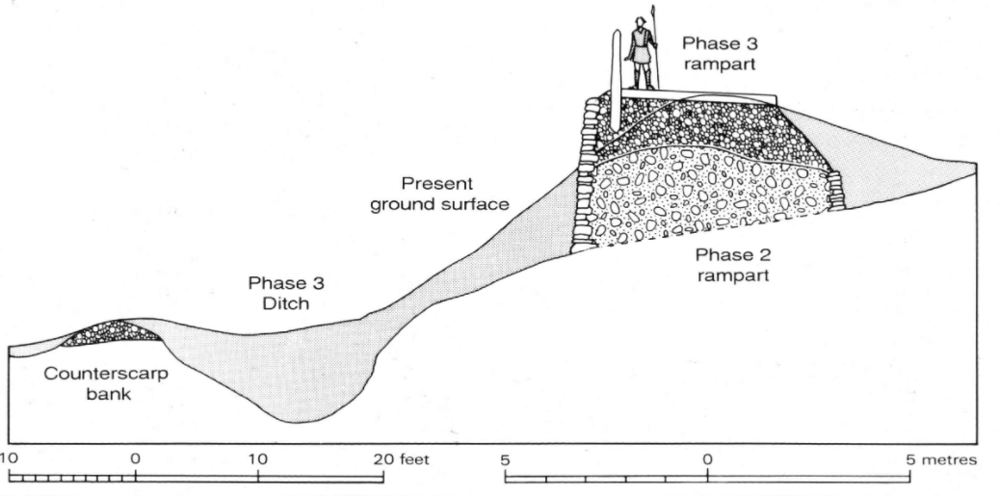 Phase 3
rampart
Present
ground surface
Phase 2
rampart
Phase 3
Ditch
Counterscarp
bank
10 0 10 20 feet
5 0 5 metres